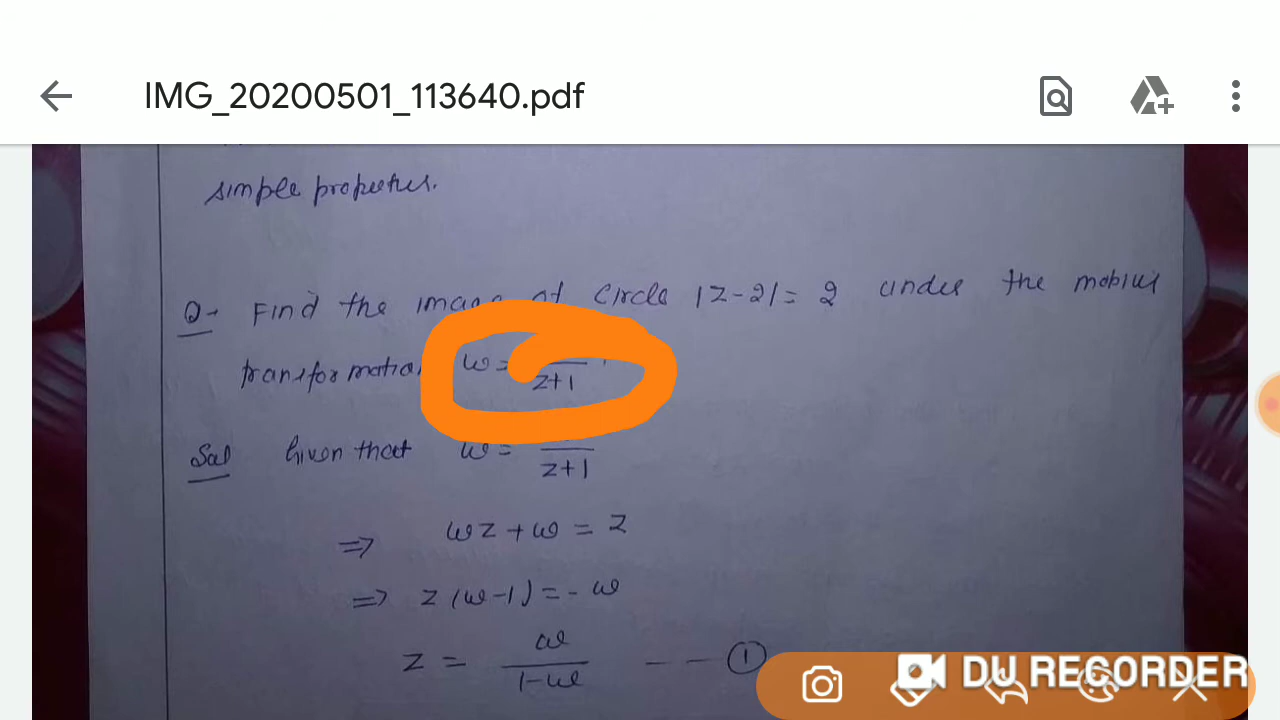 IMG_20200501_113640.pdf
simple properties.
Q→ Find the image of circle |z-2|= 2 under the mobius
transformation w= z+1
Sol Given that w= z+1
⇒ wz+w = z
⇒ z(w-1)=-w
z = w/1-w -- ①
DU RECORDER